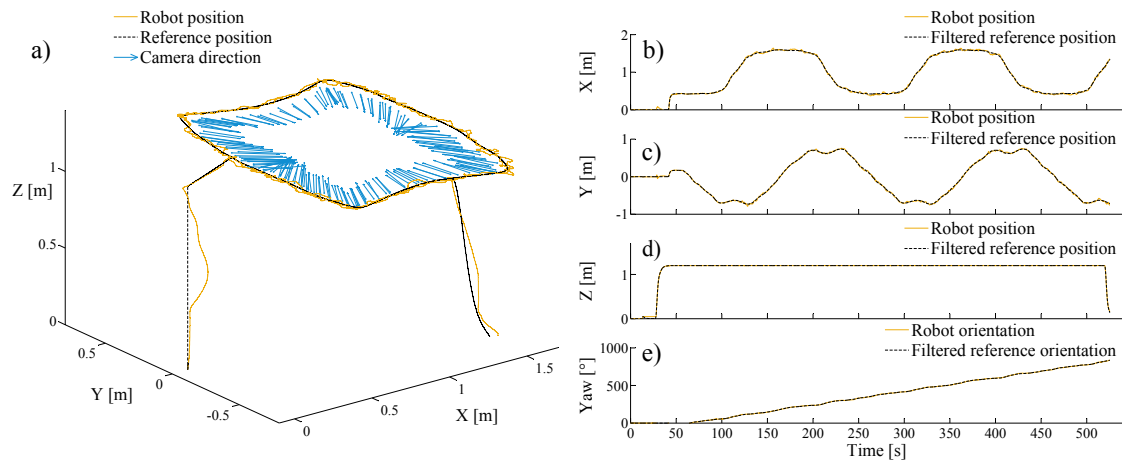 a)
Robot position
Reference position
Camera direction
Z [m]
1
0.5
0
0.5
0
-0.5
Y [m]
0
0.5
1
1.5
X [m]
b)
Robot position
Filtered reference position
X [m]
2
1
0
c)
Robot position
Filtered reference position
Y [m]
1
0
-1
d)
Robot position
Filtered reference position
Z [m]
1
0
e)
Robot orientation
Filtered reference orientation
Yaw [°]
1000
500
0
0 50 100 150 200 250 300 350 400 450 500
Time [s]